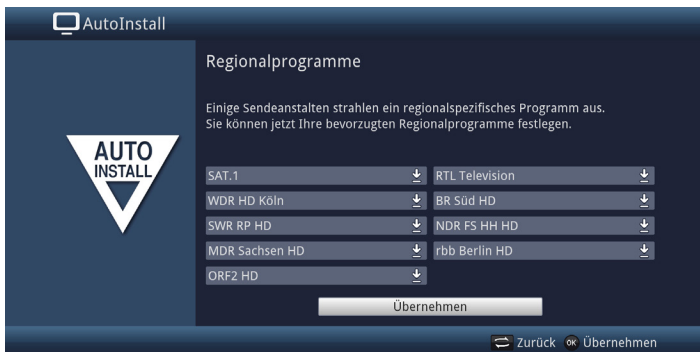 AutoInstall
Regionalprogramme
Einige Sendeanstalten strahlen ein regionalspezifisches Programm aus.
Sie können jetzt Ihre bevorzugten Regionalprogramme festlegen.
AUTO
INSTALL
SAT.1
RTL Television
WDR HD Köln
BR Süd HD
SWR RP HD
NDR FS HH HD
MDR Sachsen HD
rbb Berlin HD
ORF2 HD
Übernehmen
Zurück OK Übernehmen